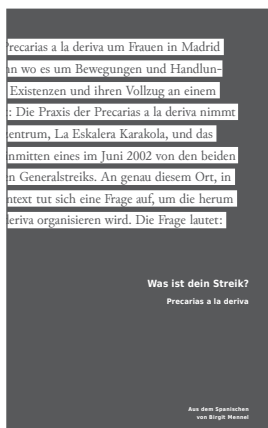 Precarias a la deriva um Frauen in Madrid
wo es um Bewegungen und Handlun-
Existenzen und ihren Vollzug an einem
: Die Praxis der Precarias a la deriva nimmt
entrum, La Eskalera Karakola, und das
nmitten eines im Juni 2002 von den beiden
n Generalstreiks. An genau diesem Ort, in
ntext tut sich eine Frage auf, um die herum
deriva organisieren wird. Die Frage lautet:
Was ist dein Streik?
Precarias a la deriva
Aus dem Spanischen
von Birgit Mennel